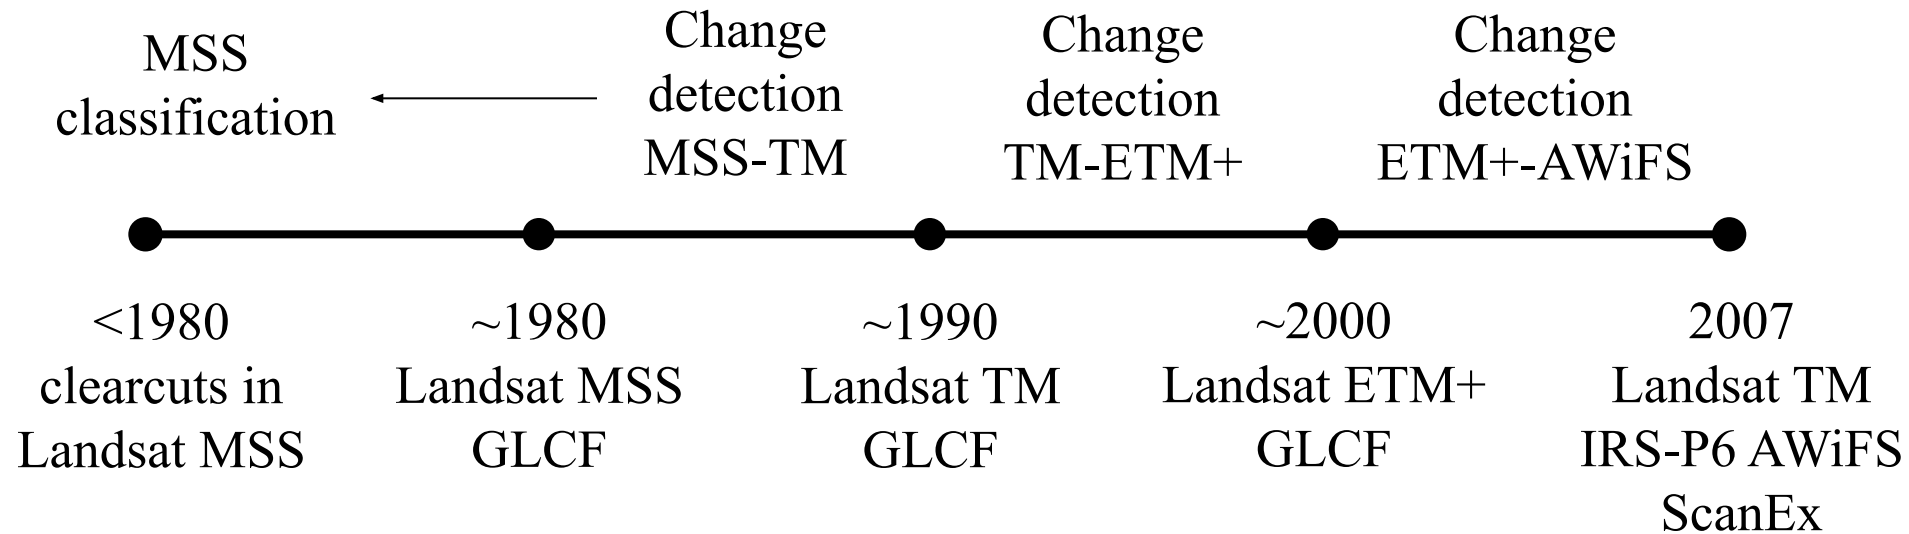 MSS
classification
Change
detection
MSS-TM
Change
detection
TM-ETM+
Change
detection
ETM+-AWiFS
<1980
clearcuts in
Landsat MSS
~1980
Landsat MSS
GLCF
~1990
Landsat TM
GLCF
~2000
Landsat ETM+
GLCF
2007
Landsat TM
IRS-P6 AWiFS
ScanEx